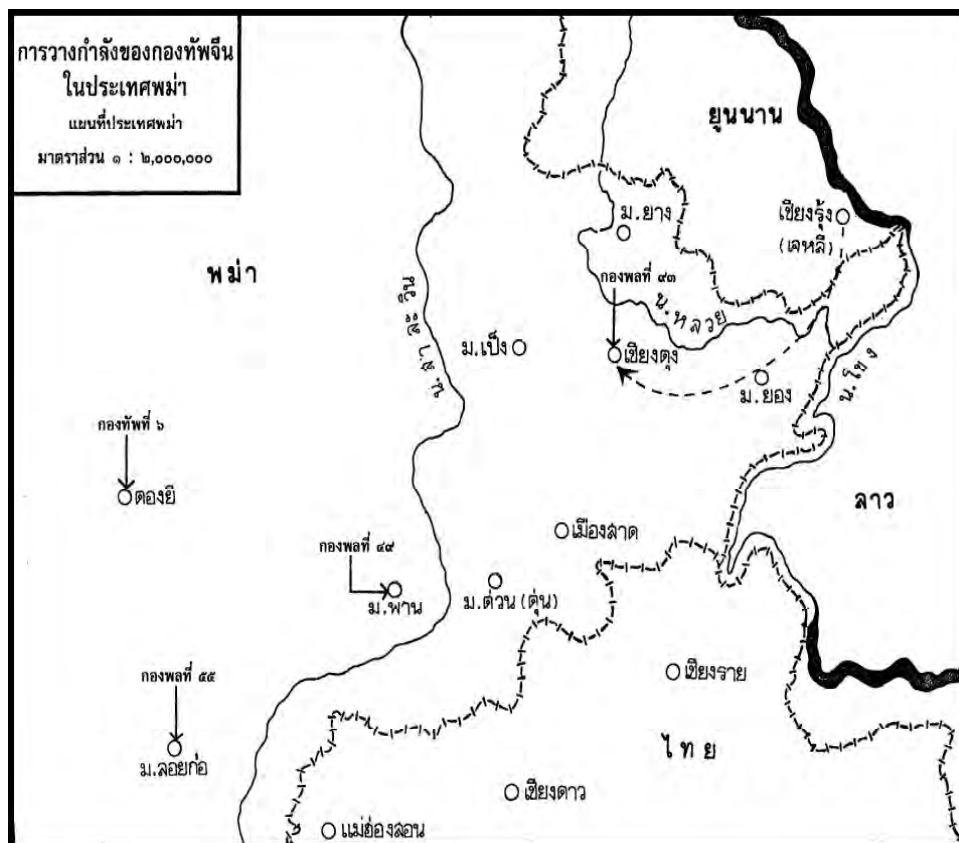 การวางกำลังของกองทัพจีน
ในประเทศพม่า
แผนที่ประเทศพม่า
มาตราส่วน ๑ : ๒,๐๐๐,๐๐๐
ยูนนาน
ม.ยาง
เชียงรุ้ง
(เจหลี)
พม่า
กองพลที่ ๙๓
น.สาละวิน
น.หลวย
ม.เป็ง
เชียงตุง
ม.ยอง
น.โขง
กองทัพที่ ๖
ตองยี
ลาว
เมืองสาด
กองพลที่ ๔๙
ม.พาน
ม.ต่วน (ตุ่น)
กองพลที่ ๕๕
เชียงราย
ม.ลอยก่อ
ไทย
เชียงดาว
แม่ฮ่องสอน